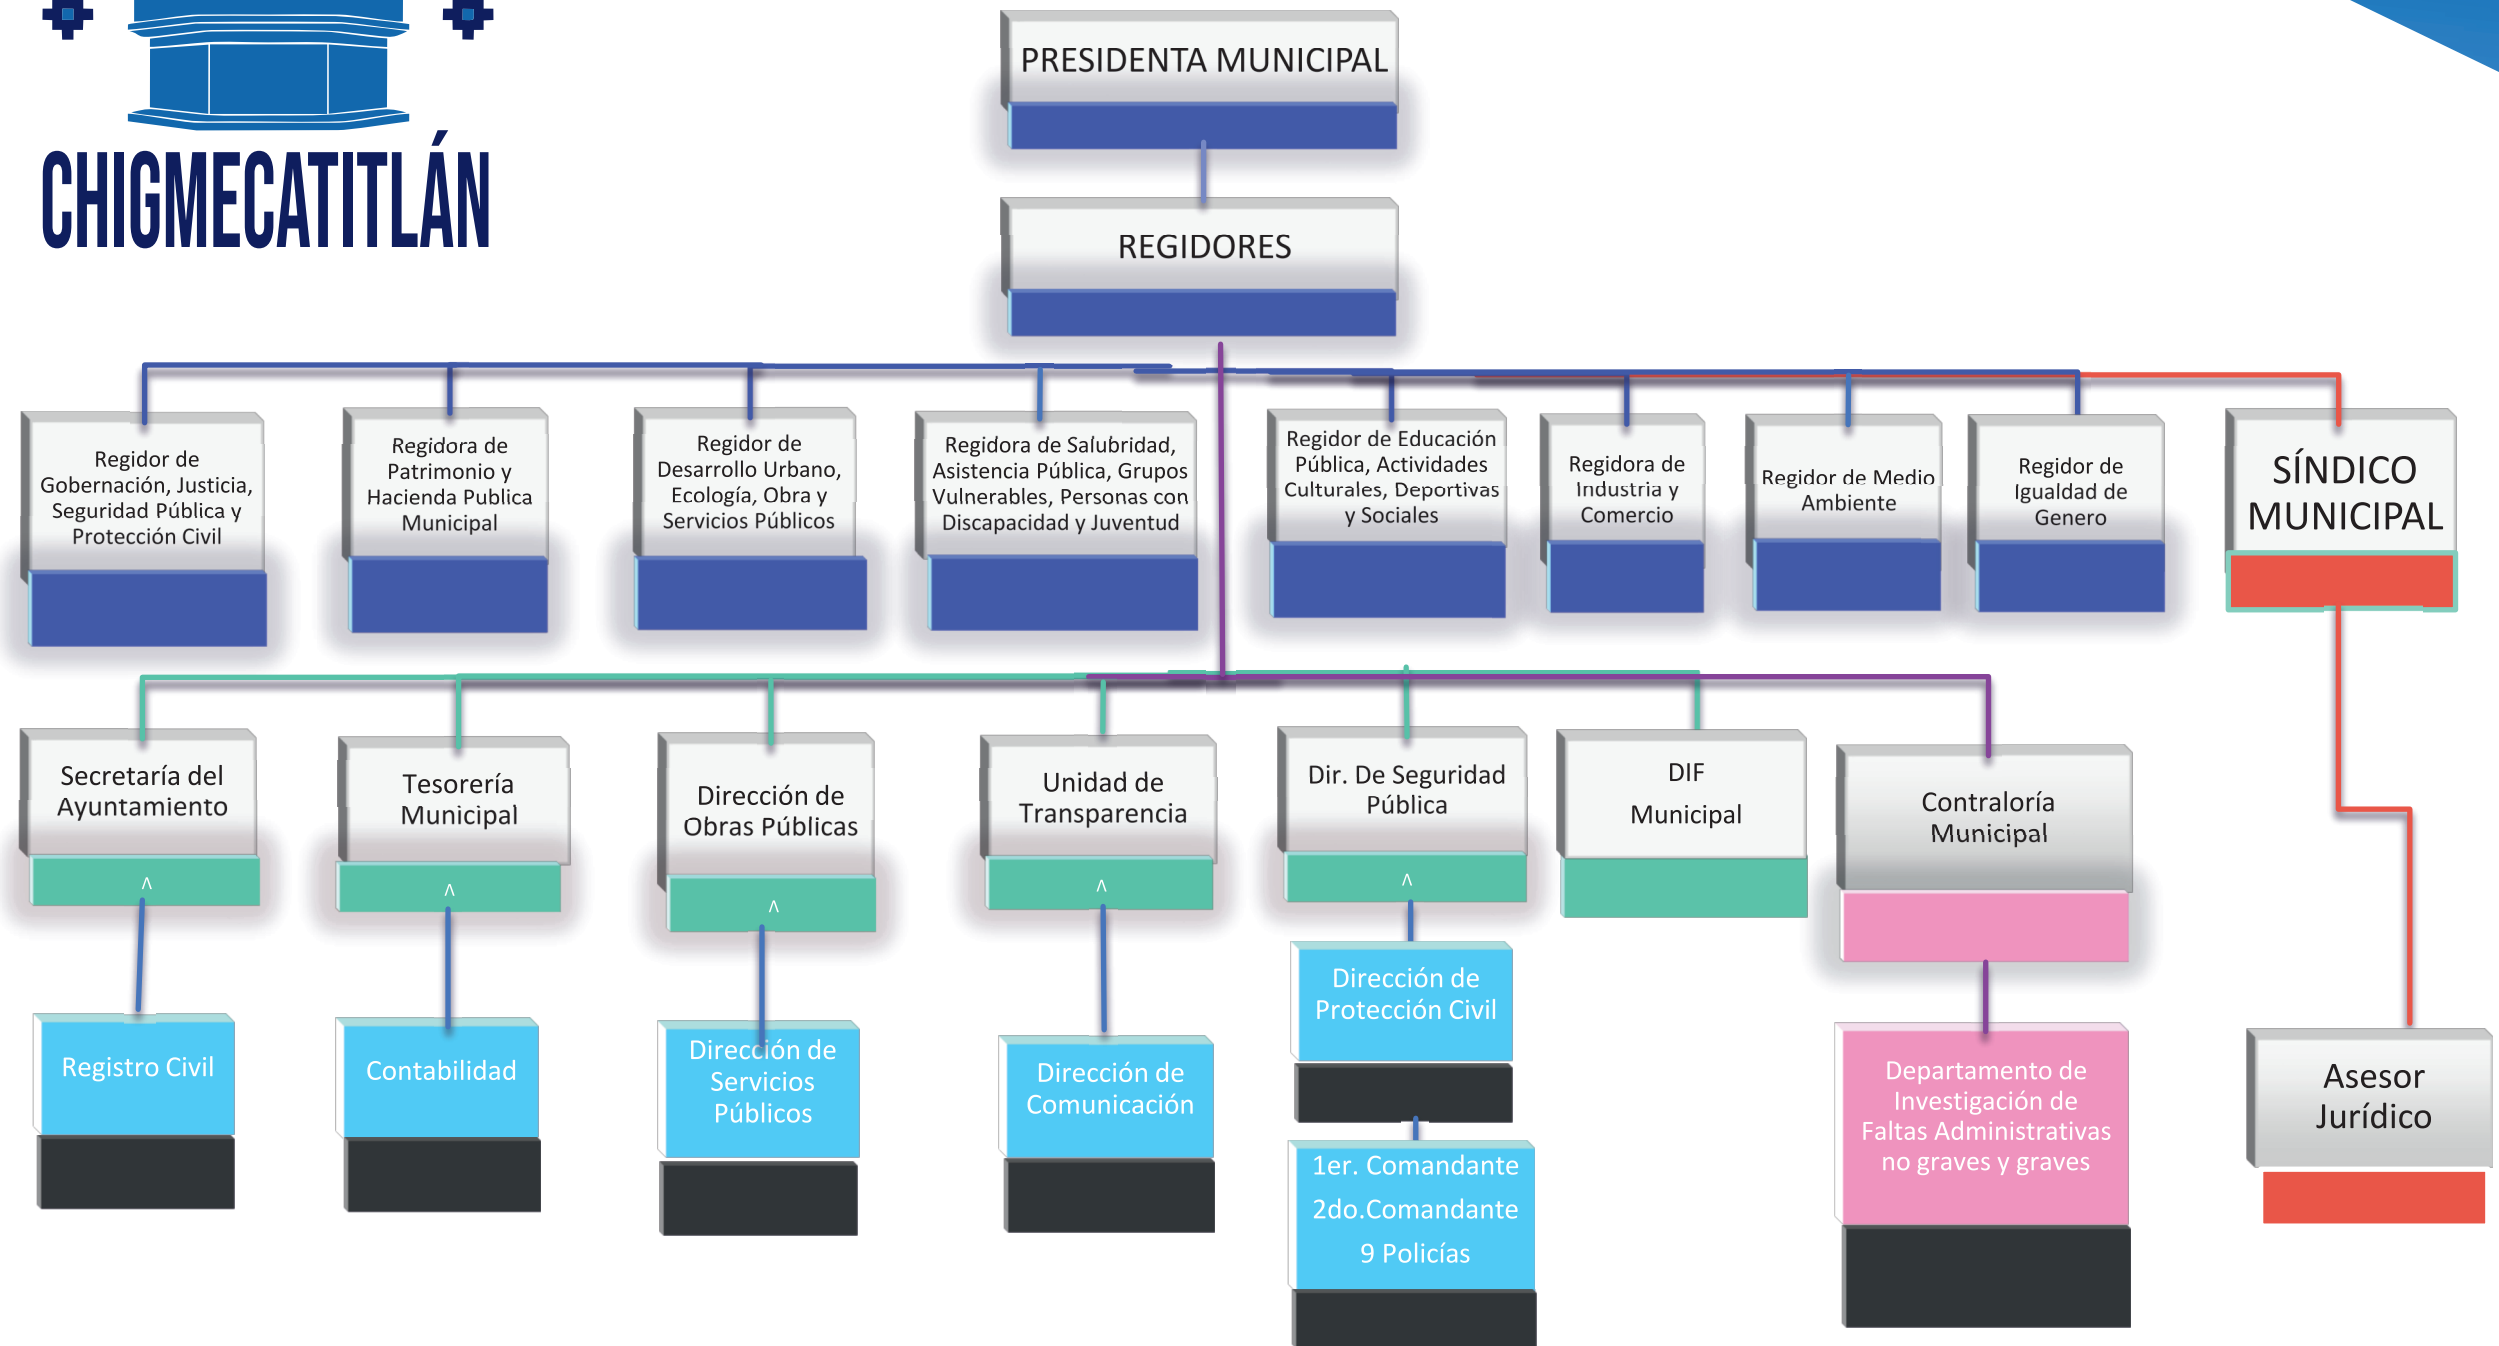 CHIGMECATITLÁN
PRESIDENTA MUNICIPAL
REGIDORES
Regidor de
Gobernación, Justicia,
Seguridad Pública y
Protección Civil
Regidora de
Patrimonio y
Hacienda Publica
Municipal
Regidor de
Desarrollo Urbano,
Ecología, Obra y
Servicios Públicos
Regidora de Salubridad,
Asistencia Pública, Grupos
Vulnerables, Personas con
Discapacidad y Juventud
Regidor de Educación
Pública, Actividades
Culturales, Deportivas
y Sociales
Regidora de
Industria y
Comercio
Regidor de Medio
Ambiente
Regidor de
Igualdad de
Genero
SÍNDICO
MUNICIPAL
Secretaría del
Ayuntamiento
^
Tesorería
Municipal
^
Dirección de
Obras Públicas
^
Unidad de
Transparencia
^
Dir. De Seguridad
Pública
^
DIF
Municipal
Contraloría
Municipal
Registro Civil
Contabilidad
Dirección de
Servicios
Públicos
Dirección de
Comunicación
Dirección de
Protección Civil
1er. Comandante
2do.Comandante
9 Policías
Departamento de
Investigación de
Faltas Administrativas
no graves y graves
Asesor
Jurídico